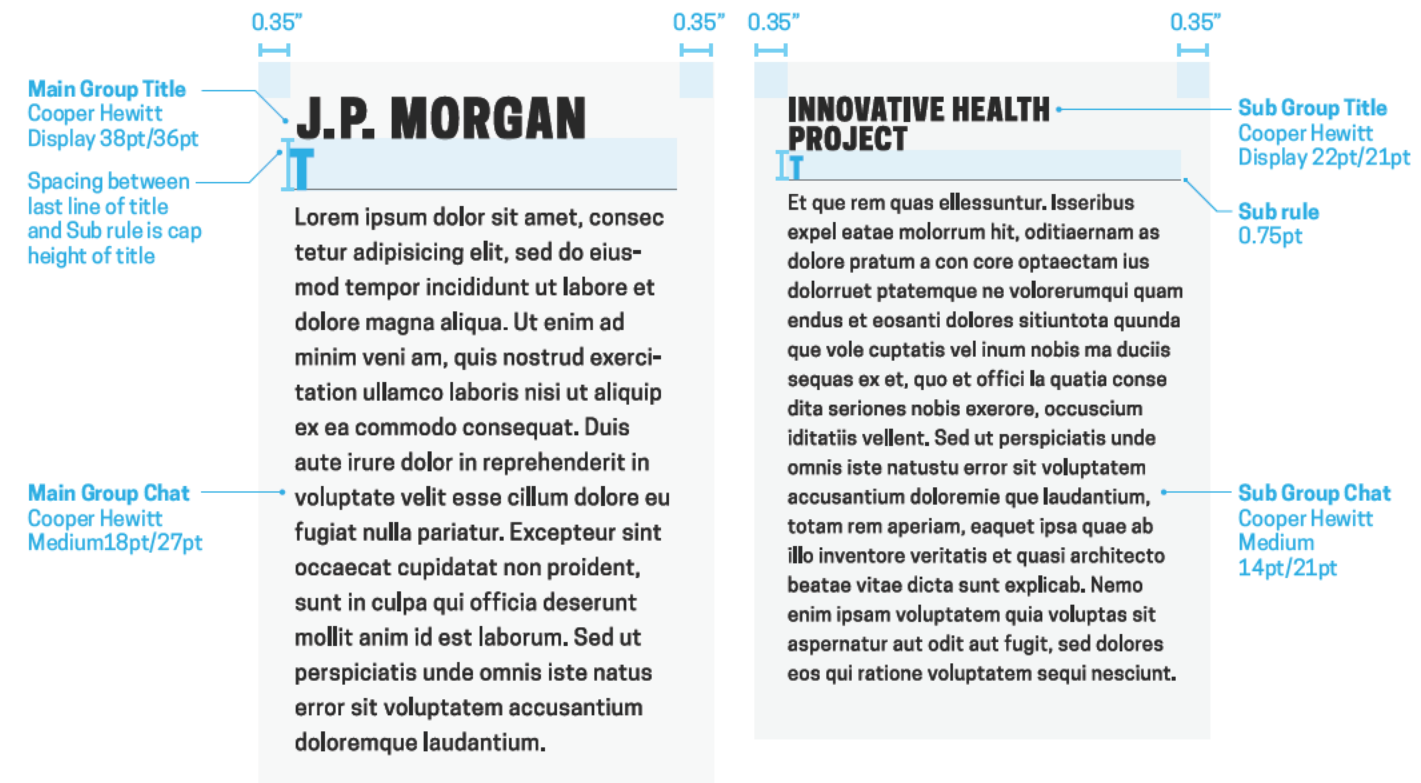 0.35”
0.35”
0.35”
0.35”
Main Group Title
Cooper Hewitt
Display 38pt/36pt
Spacing between
last line of title
and Sub rule is cap
height of title
Main Group Chat
Cooper Hewitt
Medium18pt/27pt
J.P. MORGAN
T
Lorem ipsum dolor sit amet, consec
tetur adipisicing elit, sed do eius-
mod tempor incididunt ut labore et
dolore magna aliqua. Ut enim ad
minim veni am, quis nostrud exerci-
tation ullamco laboris nisi ut aliquip
ex ea commodo consequat. Duis
aute irure dolor in reprehenderit in
voluptate velit esse cillum dolore eu
fugiat nulla pariatur. Excepteur sint
occaecat cupidatat non proident,
sunt in culpa qui officia deserunt
mollit anim id est laborum. Sed ut
perspiciatis unde omnis iste natus
error sit voluptatem accusantium
doloremque laudantium.
INNOVATIVE HEALTH
PROJECT
T
Et que rem quas ellessuntur. Isseribus
expel eatae molorrum hit, oditiaernam as
dolore pratum a con core optaectam ius
dolorruet ptatemque ne volorerumqui quam
endus et eosanti dolores sitiuntota quunda
que vole cuptatis vel inum nobis ma duciis
sequas ex et, quo et offici la quatia conse
dita seriones nobis exerore, occuscium
iditatiis vellent. Sed ut perspiciatis unde
omnis iste natustu error sit voluptatem
accusantium doloremie que laudantium,
totam rem aperiam, eaquet ipsa quae ab
illo inventore veritatis et quasi architecto
beatae vitae dicta sunt explicab. Nemo
enim ipsam voluptatem quia voluptas sit
aspernatur aut odit aut fugit, sed dolores
eos qui ratione voluptatem sequi nesciunt.
Sub Group Title
Cooper Hewitt
Display 22pt/21pt
Sub rule
0.75pt
Sub Group Chat
Cooper Hewitt
Medium
14pt/21pt